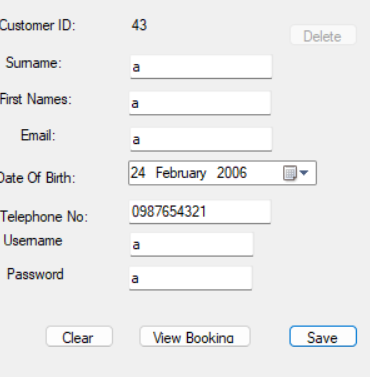 Customer ID: 43
Delete
Surname: a
First Names: a
Email: a
Date Of Birth: 24 February 2006
Telephone No: 0987654321
Username a
Password a
Clear View Booking Save